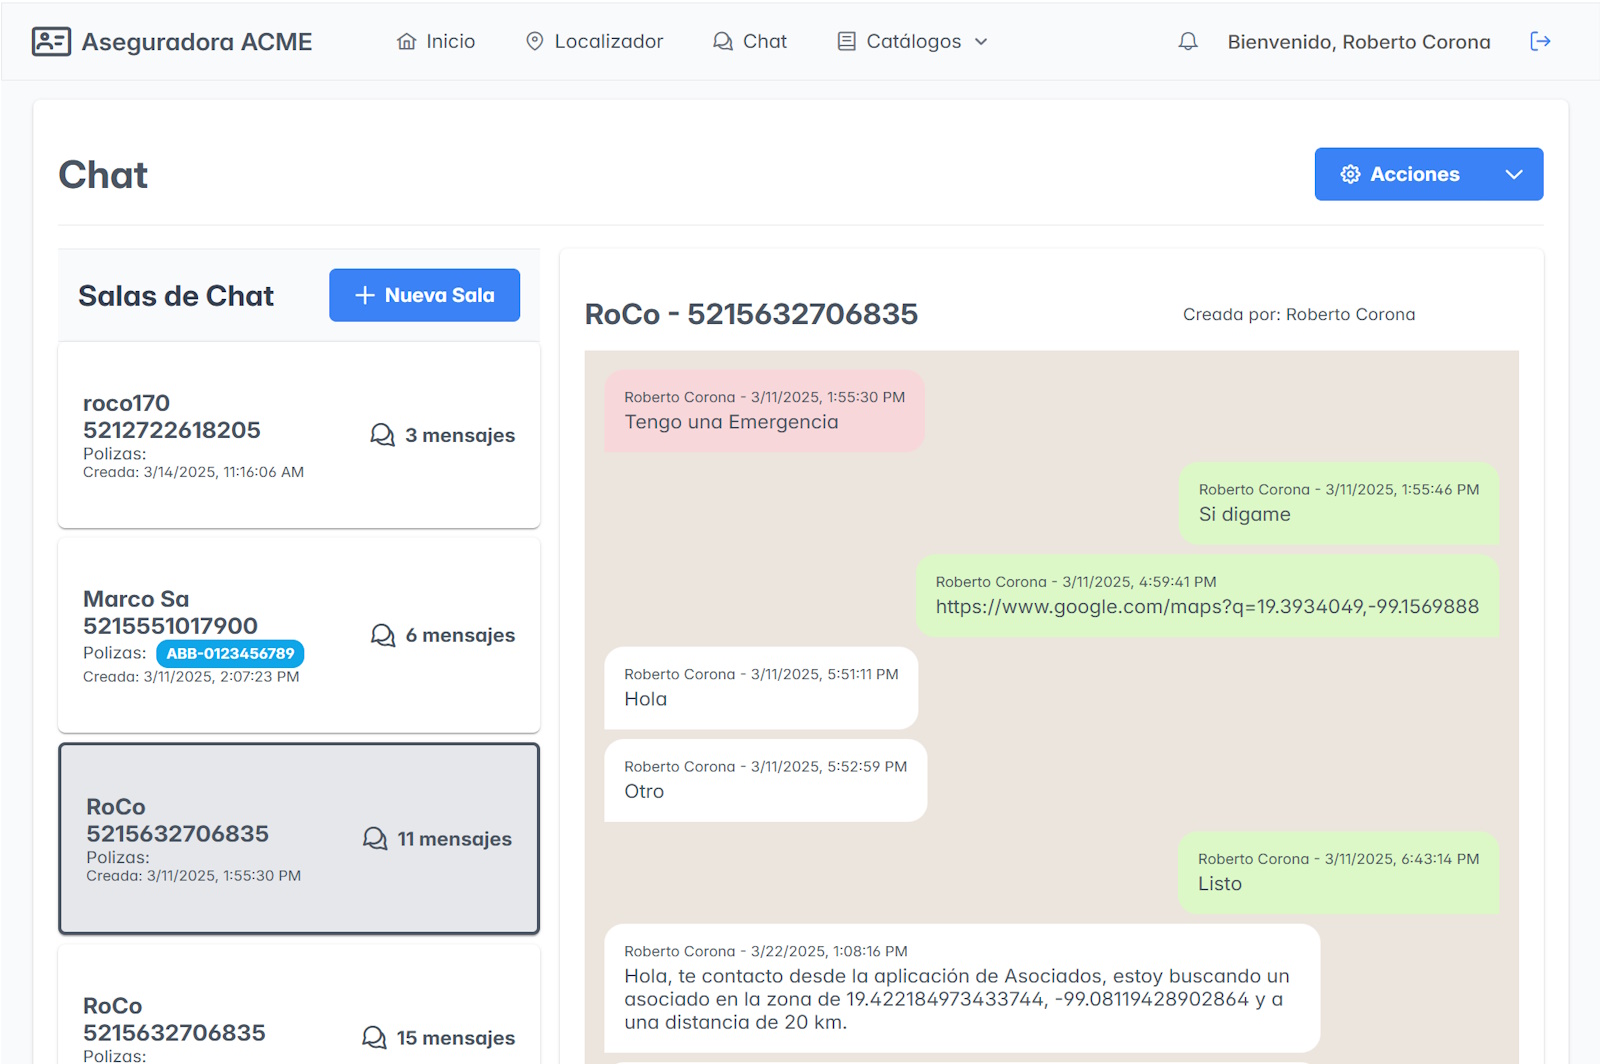 Aseguradora ACME
Inicio
Localizador
Chat
Catálogos
Bienvenido, Roberto Corona
Chat
Acciones
Salas de Chat
Nueva Sala
roco170
5212722618205
Polizas:
Creada: 3/14/2025, 11:16:06 AM
3 mensajes
Marco Sa
5215551017900
Polizas: ABB-0123456789
Creada: 3/11/2025, 2:07:23 PM
6 mensajes
RoCo
5215632706835
Polizas:
Creada: 3/11/2025, 1:55:30 PM
11 mensajes
RoCo
5215632706835
Polizas:
15 mensajes
RoCo - 5215632706835
Creada por: Roberto Corona
Roberto Corona - 3/11/2025, 1:55:30 PM
Tengo una Emergencia
Roberto Corona - 3/11/2025, 1:55:46 PM
Si digame
Roberto Corona - 3/11/2025, 4:59:41 PM
https://www.google.com/maps?q=19.3934049,-99.1569888
Roberto Corona - 3/11/2025, 5:51:11 PM
Hola
Roberto Corona - 3/11/2025, 5:52:59 PM
Otro
Roberto Corona - 3/11/2025, 6:43:14 PM
Listo
Roberto Corona - 3/22/2025, 1:08:16 PM
Hola, te contacto desde la aplicación de Asociados, estoy buscando un
asociado en la zona de 19.422184973433744, -99.08119428902864 y a
una distancia de 20 km.